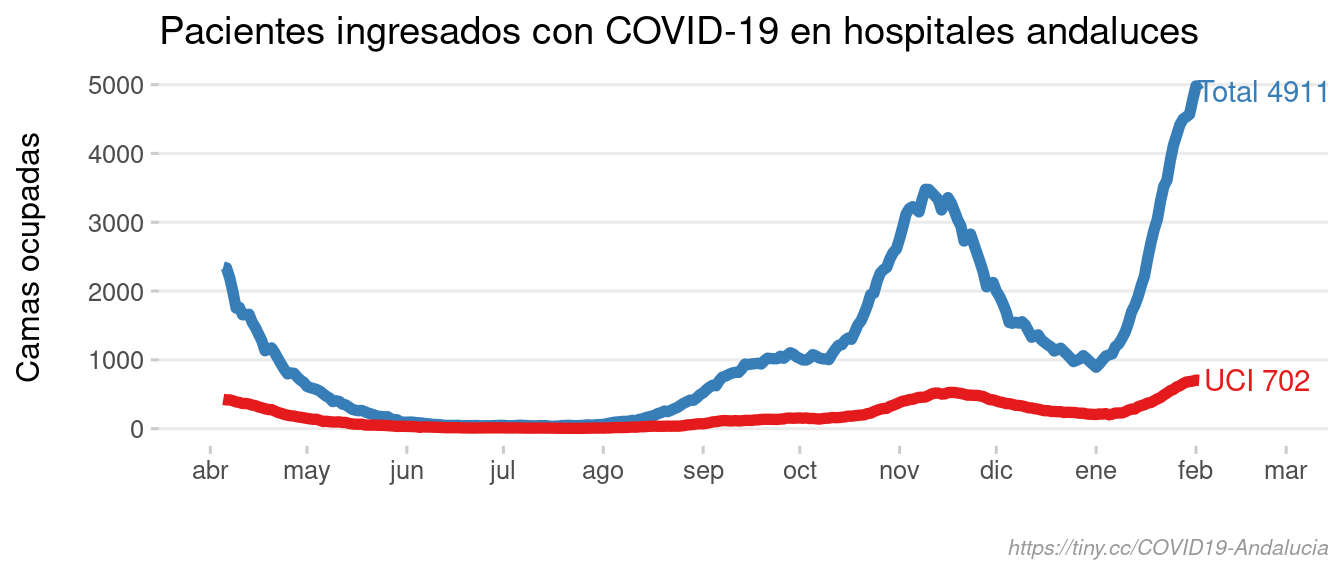 Pacientes ingresados con COVID-19 en hospitales andaluces
Camas ocupadas
5000
4000
3000
2000
1000
0
Total 4911
UCI 702
abr may jun jul ago sep oct nov dic ene feb mar
https://tiny.cc/COVID19-Andalucia